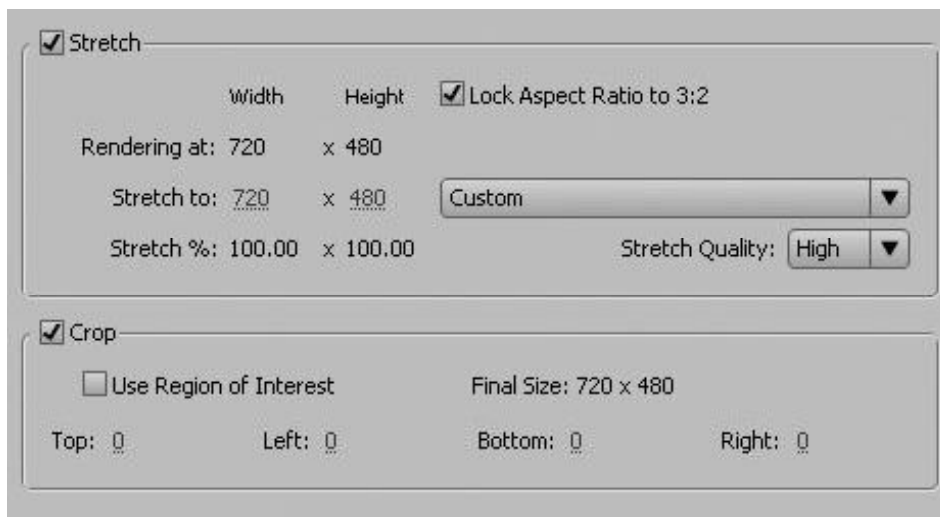 Stretch
Width Height Lock Aspect Ratio to 3:2
Rendering at: 720 x 480
Stretch to: 720 x 480 Custom
Stretch %: 100.00 x 100.00 Stretch Quality: High
Crop
Use Region of Interest Final Size: 720 x 480
Top: 0 Left: 0 Bottom: 0 Right: 0